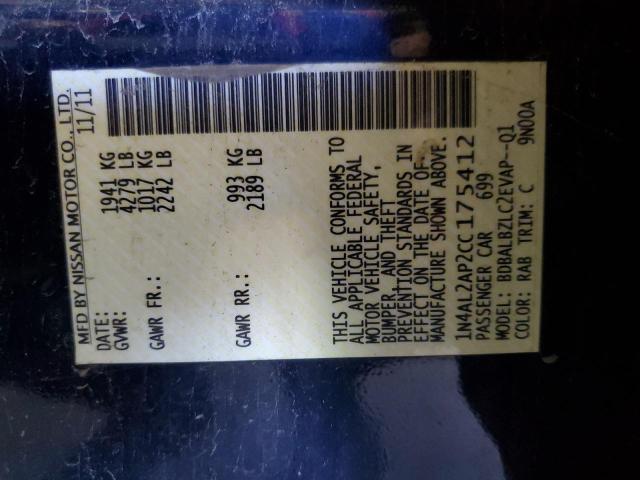 MFD BY NISSAN MOTOR CO., LTD.
DATE: 11/11
GVWR: 1941 KG
4279 LB
GAWR FR.: 1017 KG
2242 LB
GAWR RR.: 993 KG
2189 LB
THIS VEHICLE CONFORMS TO
ALL APPLICABLE FEDERAL
MOTOR VEHICLE SAFETY,
BUMPER, AND THEFT
PREVENTION STANDARDS IN
EFFECT ON THE DATE OF
MANUFACTURE SHOWN ABOVE.
1N4AL2AP2CC175412
PASSENGER CAR 699
MODEL: BDBALBZLC2EVAP--Q1
COLOR: RAB TRIM: C 9N00A